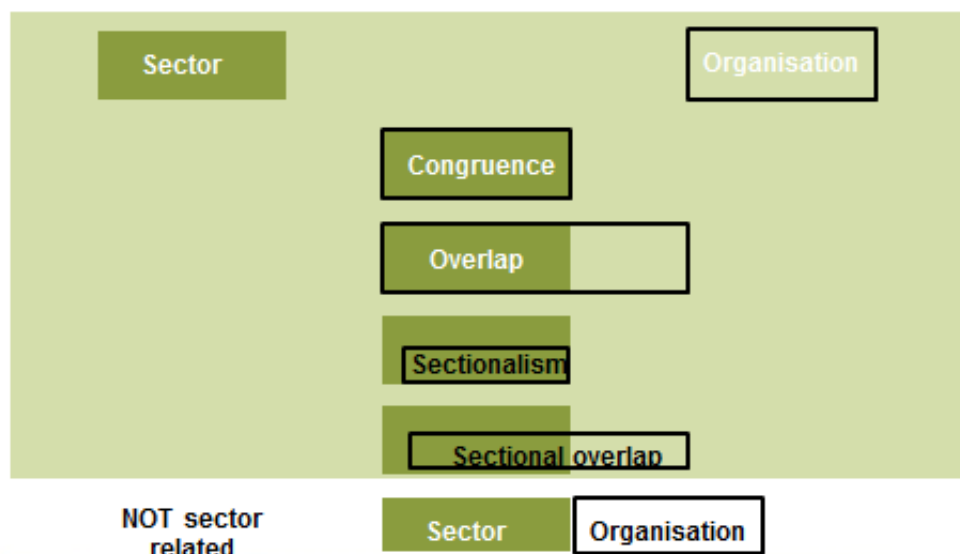 Sector
Organisation
Congruence
Overlap
Sectionalism
Sectional overlap
NOT sector
related
Sector
Organisation